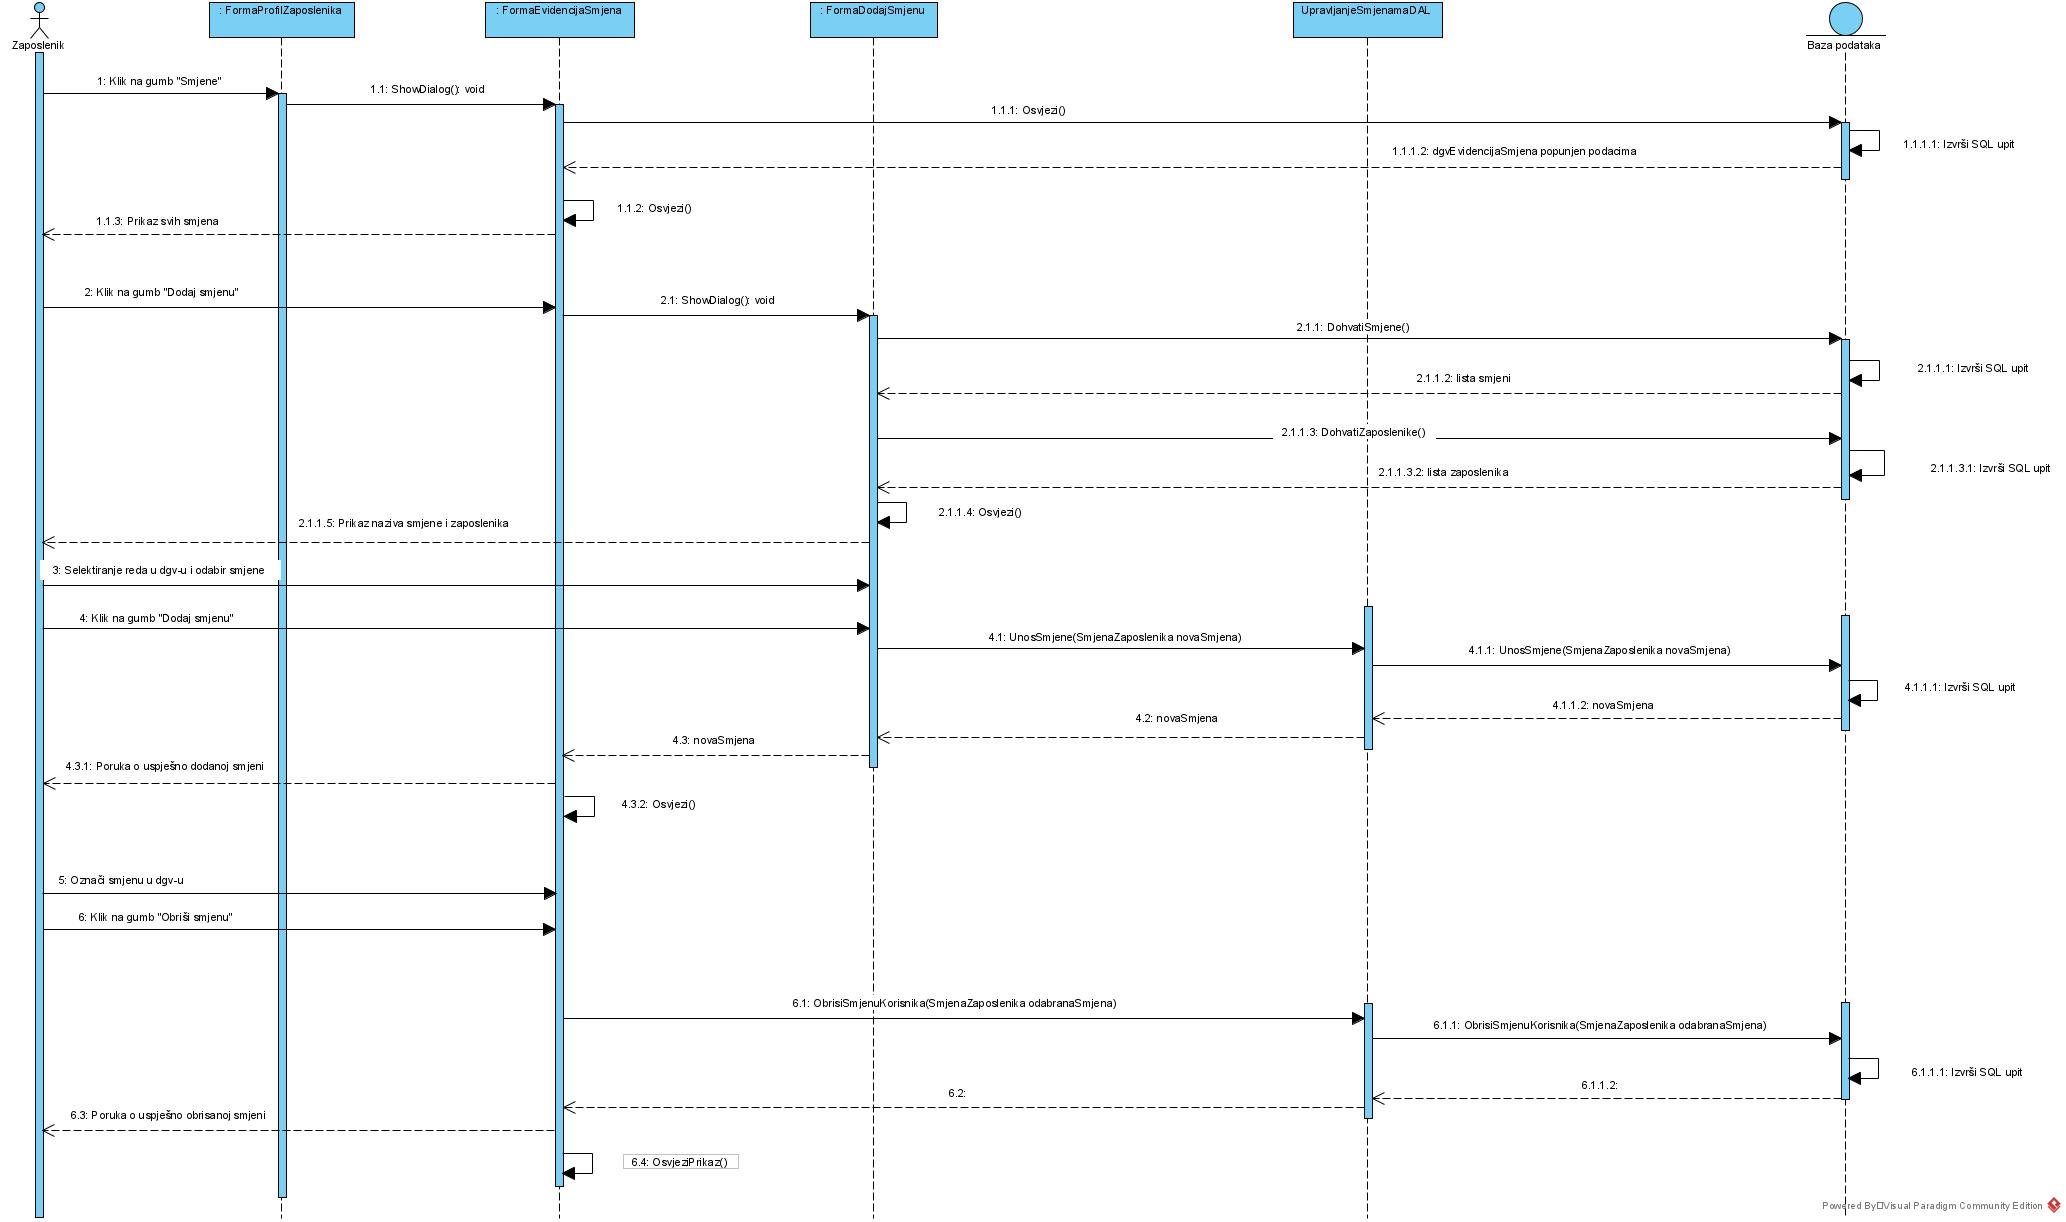 Zaposlenik
: FormaProfilZaposlenika
: FormaEvidencijaSmjena
: FormaDodajSmjenu
UpravljanjeSmjenamaDAL
Baza podataka
1: Klik na gumb "Smjene"
1.1: ShowDialog(): void
1.1.1: Osvjezi()
1.1.1.1: Izvrši SQL upit
1.1.1.2: dgvEvidencijaSmjena popunjen podacima
1.1.2: Osvjezi()
1.1.3: Prikaz svih smjena
2: Klik na gumb "Dodaj smjenu"
2.1: ShowDialog(): void
2.1.1: DohvatiSmjene()
2.1.1.1: Izvrši SQL upit
2.1.1.2: lista smjeni
2.1.1.3: DohvatiZaposlenike()
2.1.1.3.1: Izvrši SQL upit
2.1.1.3.2: lista zaposlenika
2.1.1.4: Osvjezi()
2.1.1.5: Prikaz naziva smjene i zaposlenika
3: Selektiranje reda u dgv-u i odabir smjene
4: Klik na gumb "Dodaj smjenu"
4.1: UnosSmjene(SmjenaZaposlenika novaSmjena)
4.1.1: UnosSmjene(SmjenaZaposlenika novaSmjena)
4.1.1.1: Izvrši SQL upit
4.1.1.2: novaSmjena
4.2: novaSmjena
4.3: novaSmjena
4.3.1: Poruka o uspješno dodanoj smjeni
4.3.2: Osvjezi()
5: Označi smjenu u dgv-u
6: Klik na gumb "Obriši smjenu"
6.1: ObrisiSmjenuKorisnika(SmjenaZaposlenika odabranaSmjena)
6.1.1: ObrisiSmjenuKorisnika(SmjenaZaposlenika odabranaSmjena)
6.1.1.1: Izvrši SQL upit
6.1.1.2:
6.2:
6.3: Poruka o uspješno obrisanoj smjeni
6.4: OsvjeziPrikaz()
Powered By Visual Paradigm Community Edition